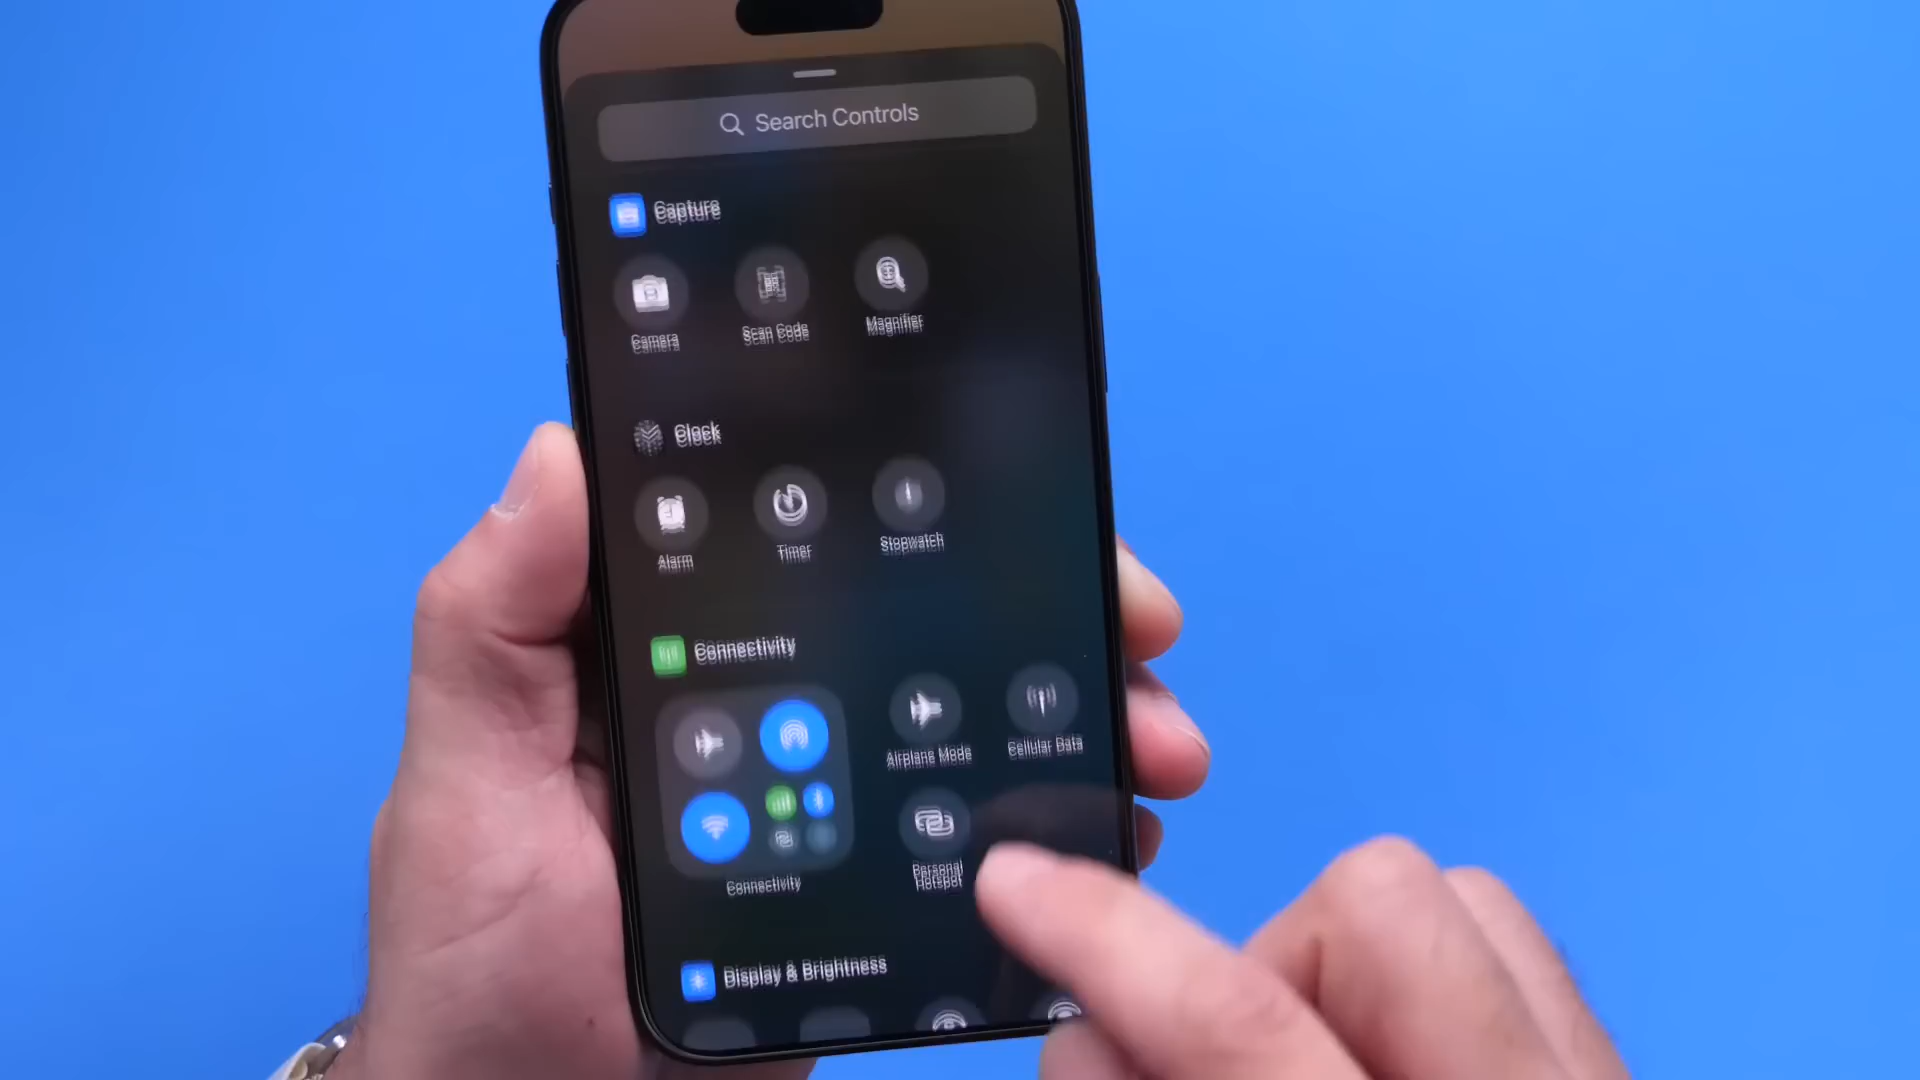 Search Controls
Capture
Camera
Scan Code
Magnifier
Clock
Alarm
Timer
Stopwatch
Connectivity
Airplane Mode
Cellular Data
Personal
Hotspot
Connectivity
Display & Brightness